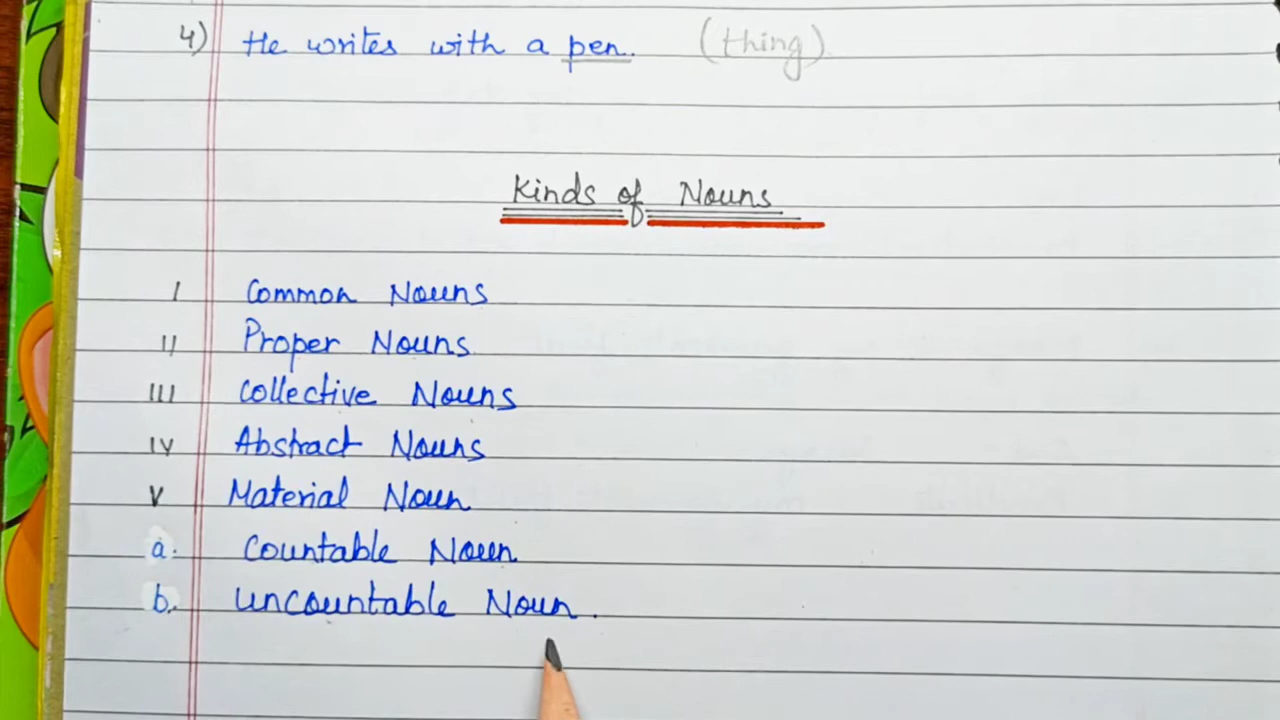 4) He writes with a pen. (thing)
Kinds of Nouns
I Common Nouns
II Proper Nouns
III Collective Nouns
IV Abstract Nouns
V Material Noun
a. Countable Noun
b. Uncountable Noun.